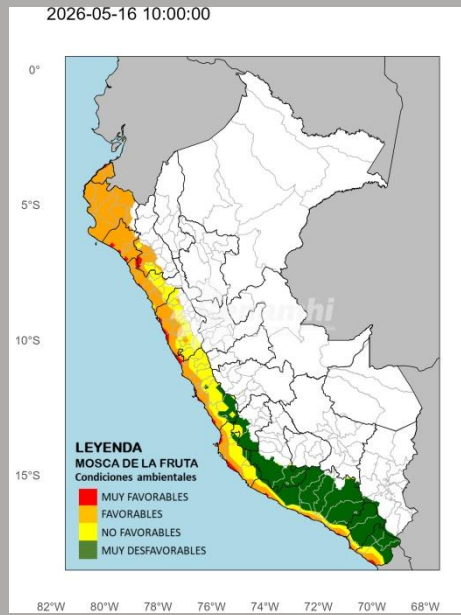 2026-05-16 10:00:00
0°
5°S
10°S
15°S
LEYENDA
MOSCA DE LA FRUTA
Condiciones ambientales
MUY FAVORABLES
FAVORABLES
NO FAVORABLES
MUY DESFAVORABLES
82°W 80°W 78°W 76°W 74°W 72°W 70°W 68°W